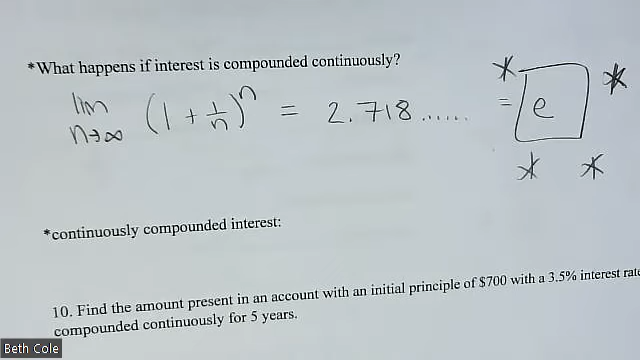 *What happens if interest is compounded continuously?
lim n→∞ (1 + 1/n)^n = 2.718...... = e
*continuously compounded interest:
10. Find the amount present in an account with an initial principle of $700 with a 3.5% interest rate
compounded continuously for 5 years.
Beth Cole